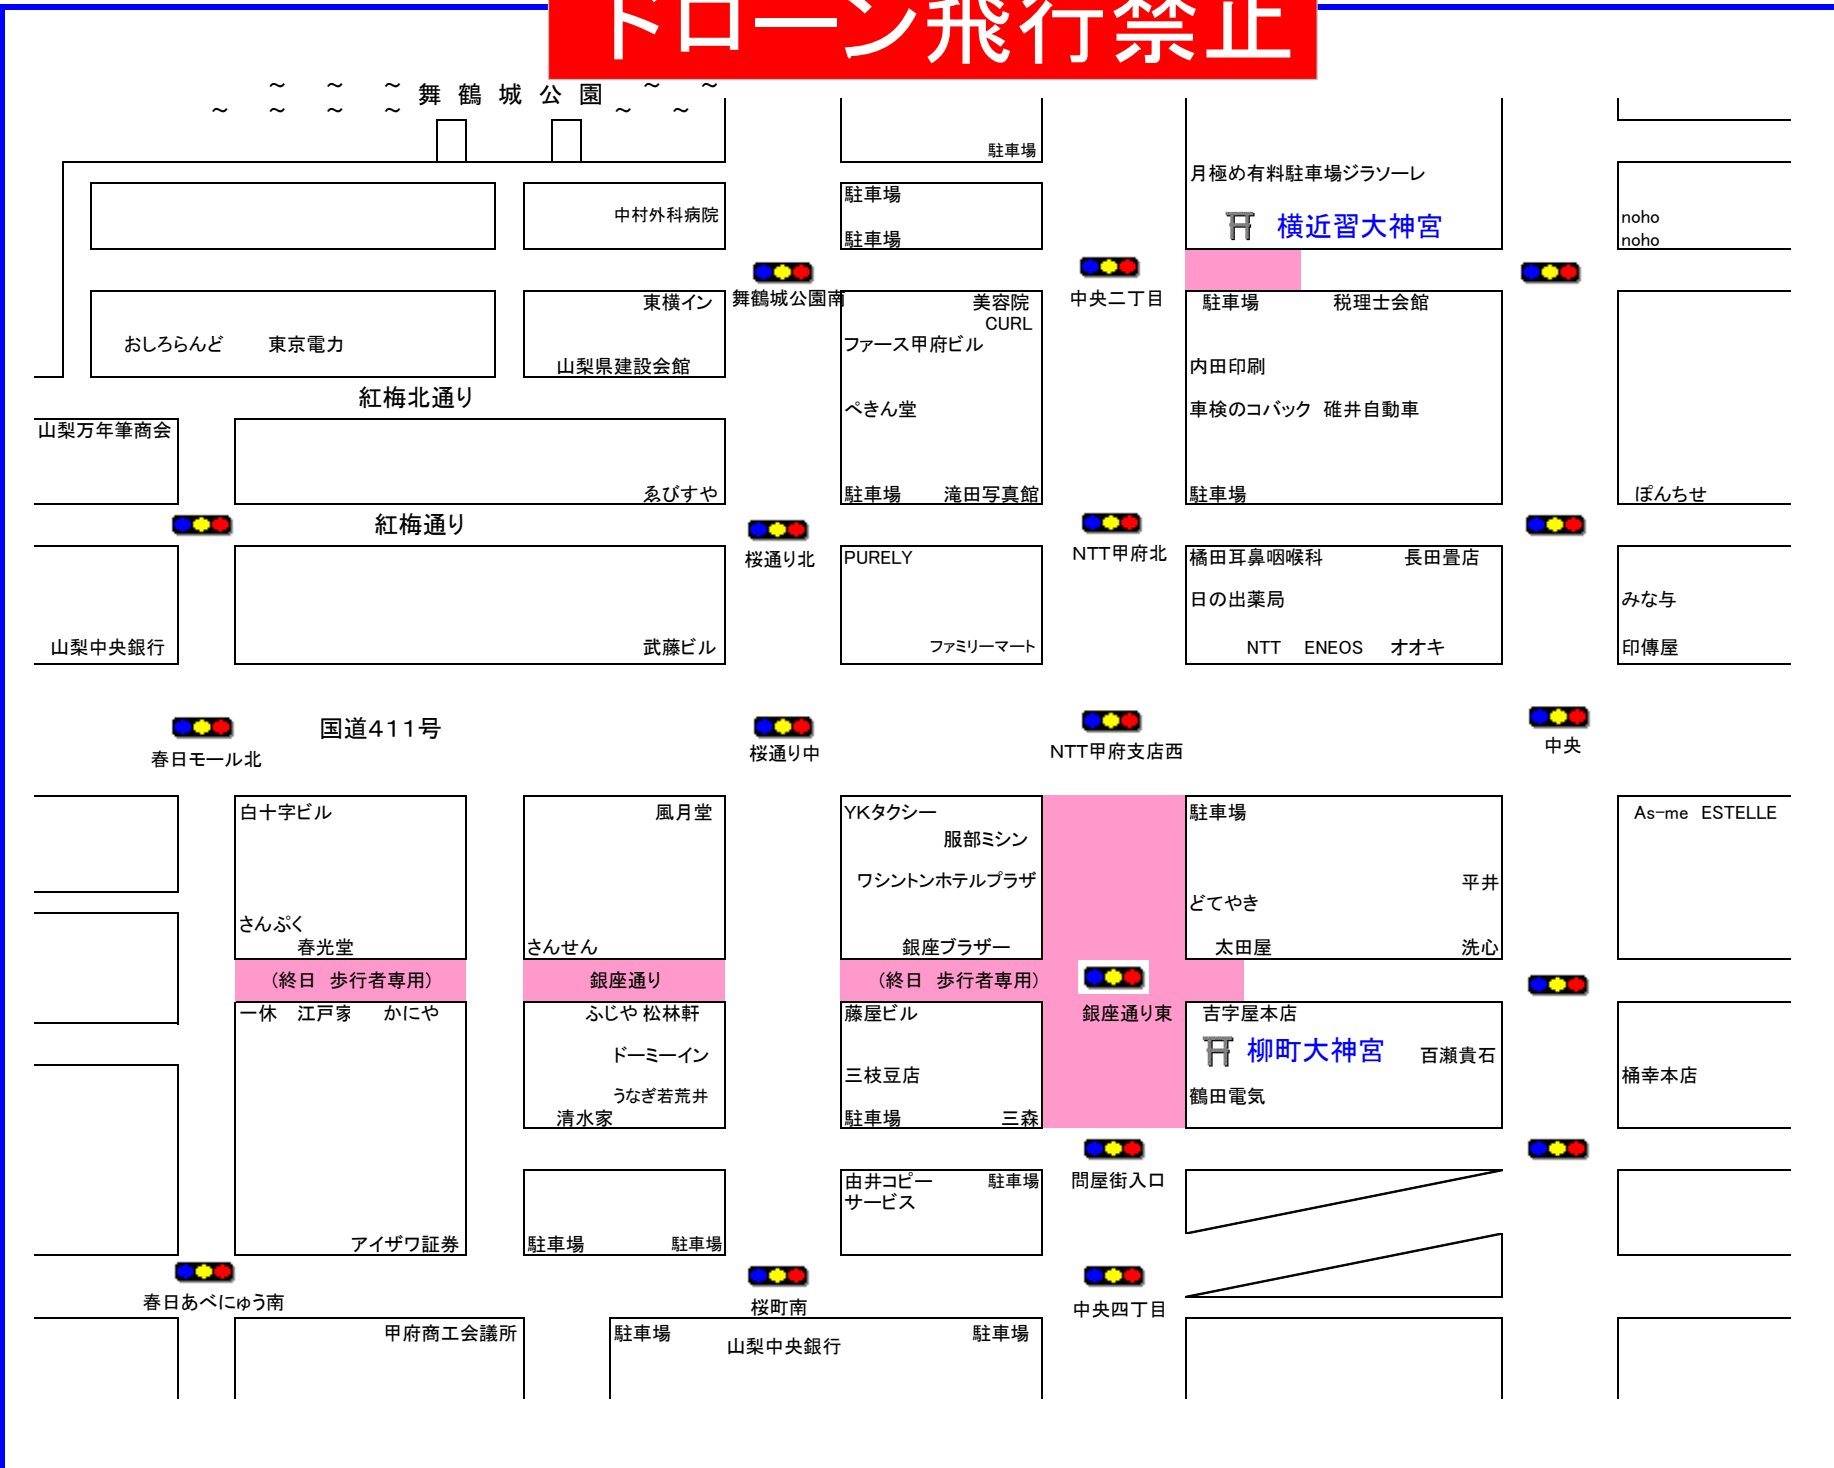 ドローン飛行禁止
~ ~ ~ 舞鶴城公園 ~ ~
~ ~ ~ ~ ~ ~
駐車場
月極め有料駐車場ジラソーレ
中村外科病院
駐車場
駐車場
横近習大神宮
noho
noho
東横イン
舞鶴城公園南
美容院
CURL
中央二丁目
駐車場 税理士会館
おしろらんど 東京電力
山梨県建設会館
ファース甲府ビル
内田印刷
紅梅北通り
ぺきん堂
車検のコバック 碓井自動車
山梨万年筆商会
ゑびすや
駐車場 滝田写真館
駐車場
ぽんちせ
紅梅通り
桜通り北
NTT甲府北
PURELY
橘田耳鼻咽喉科 長田畳店
日の出薬局
みな与
山梨中央銀行
武藤ビル
ファミリーマート
NTT ENEOS オオキ
印傳屋
国道411号
春日モール北
桜通り中
NTT甲府支店西
中央
白十字ビル
風月堂
YKタクシー
服部ミシン
ワシントンホテルプラザ
駐車場
As-me ESTELLE
平井
どてやき
さんぷく
春光堂
さんせん
銀座ブラザー
太田屋
洗心
(終日 歩行者専用)
銀座通り
(終日 歩行者専用)
一休 江戸家 かにや
ふじや 松林軒
藤屋ビル
銀座通り東
吉字屋本店
ドーミーイン
柳町大神宮
百瀬貴石
三枝豆店
桶幸本店
うなぎ若荒井
清水家
鶴田電気
駐車場 三森
由井コピー
サービス
駐車場
問屋街入口
アイザワ証券
駐車場 駐車場
春日あべにゅう南
桜町南
中央四丁目
甲府商工会議所
駐車場
山梨中央銀行
駐車場